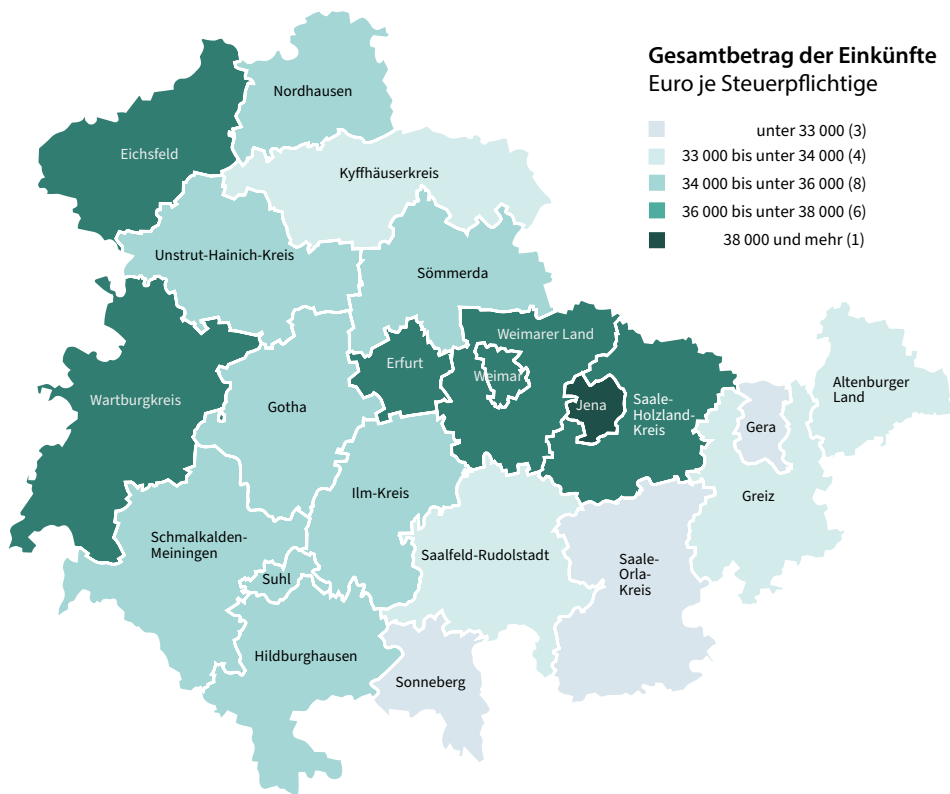 Gesamtbetrag der Einkünfte
Euro je Steuerpflichtige
unter 33 000 (3)
33 000 bis unter 34 000 (4)
34 000 bis unter 36 000 (8)
36 000 bis unter 38 000 (6)
38 000 und mehr (1)
Nordhausen
Eichsfeld
Kyffhäuserkreis
Unstrut-Hainich-Kreis
Sömmerda
Weimarer Land
Erfurt
Weimar
Wartburgkreis
Gotha
Jena
Saale-
Holzland-
Kreis
Altenburger
Land
Gera
Greiz
Ilm-Kreis
Schmalkalden-
Meiningen
Suhl
Saalfeld-Rudolstadt
Saale-
Orla-
Kreis
Hildburghausen
Sonneberg